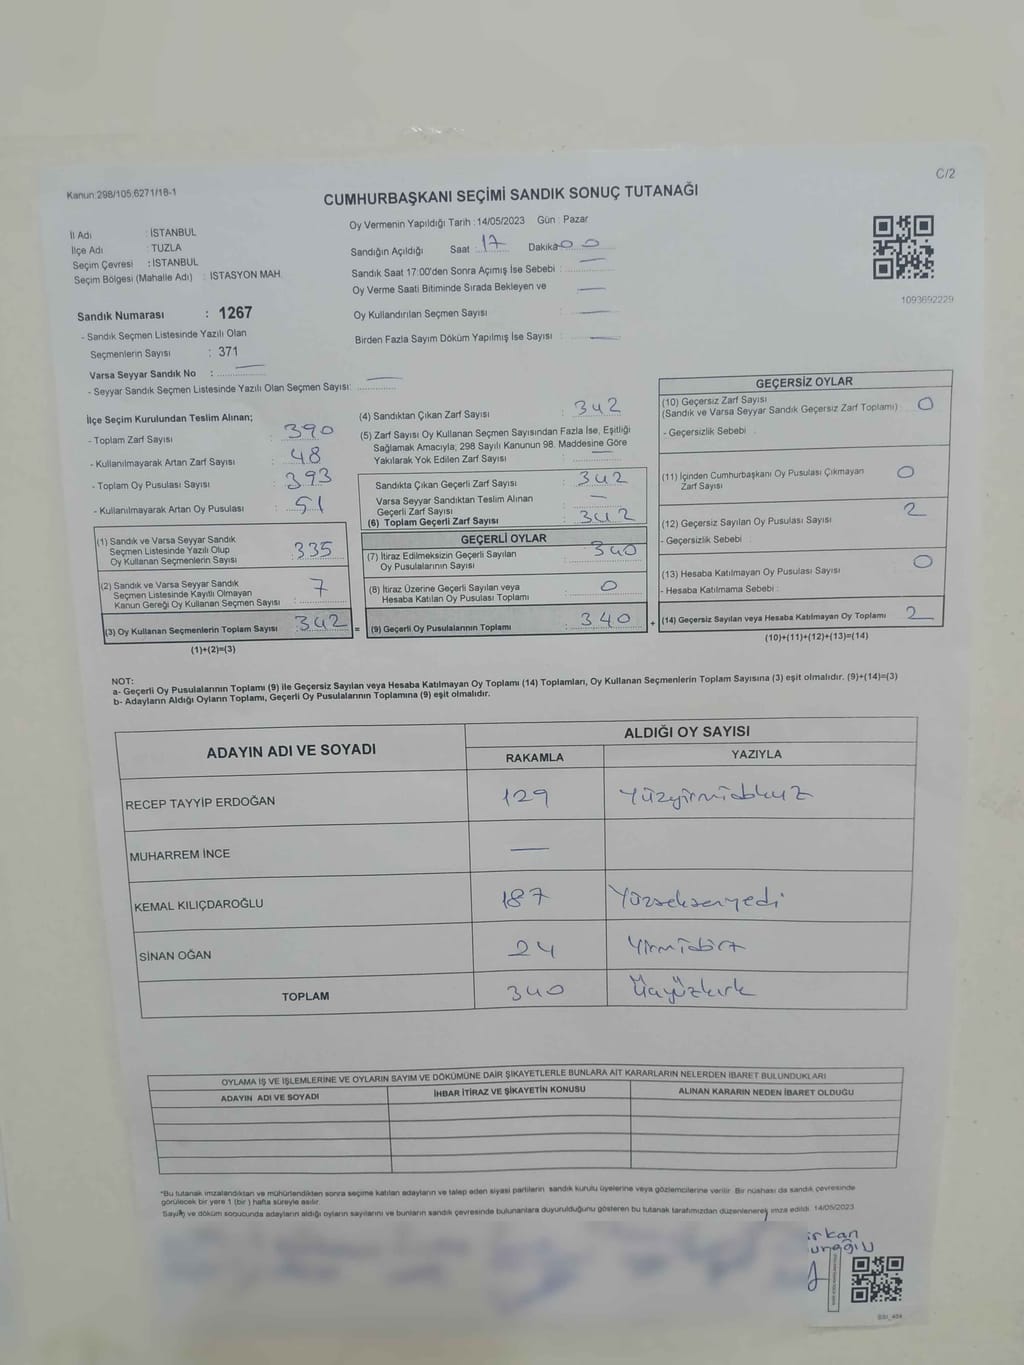 Kanun:298/105,6271/18-1
C/2
CUMHURBAŞKANI SEÇİMİ SANDIK SONUÇ TUTANAĞI
İl Adı : İSTANBUL
İlçe Adı : TUZLA
Seçim Çevresi : İSTANBUL
Seçim Bölgesi (Mahalle Adı) : İSTASYON MAH.
Oy Vermenin Yapıldığı Tarih : 14/05/2023 Gün : Pazar
Sandığın Açıldığı Saat 17 Dakika 00
Sandık Saat 17:00'den Sonra Açımış İse Sebebi :
Oy Verme Saati Bitiminde Sırada Bekleyen ve
Oy Kullandırılan Seçmen Sayısı
Birden Fazla Sayım Döküm Yapılmış İse Sayısı
1093692229
Sandık Numarası : 1267
- Sandık Seçmen Listesinde Yazılı Olan
Seçmenlerin Sayısı : 371
Varsa Seyyar Sandık No :
- Seyyar Sandık Seçmen Listesinde Yazılı Olan Seçmen Sayısı:
İlçe Seçim Kurulundan Teslim Alınan;
- Toplam Zarf Sayısı : 390
- Kullanılmayarak Artan Zarf Sayısı : 48
- Toplam Oy Pusulası Sayısı : 393
- Kullanılmayarak Artan Oy Pusulası : 51
(1) Sandık ve Varsa Seyyar Sandık
Seçmen Listesinde Yazılı Olup
Oy Kullanan Seçmenlerin Sayısı : 335
(2) Sandık ve Varsa Seyyar Sandık
Seçmen Listesinde Kayıtlı Olmayan
Kanun Gereği Oy Kullanan Seçmen Sayısı : 7
(3) Oy Kullanan Seçmenlerin Toplam Sayısı : 342 =
(1)+(2)=(3)
(4) Sandıktan Çıkan Zarf Sayısı : 342
(5) Zarf Sayısı Oy Kullanan Seçmen Sayısından Fazla İse, Eşitliği
Sağlamak Amacıyla; 298 Sayılı Kanunun 98. Maddesine Göre
Yakılarak Yok Edilen Zarf Sayısı
Sandıkta Çıkan Geçerli Zarf Sayısı : 342
Varsa Seyyar Sandıktan Teslim Alınan
Geçerli Zarf Sayısı
(6) Toplam Geçerli Zarf Sayısı : 342
GEÇERLİ OYLAR
(7) İtiraz Edilmeksizin Geçerli Sayılan : 340
Oy Pusulalarının Sayısı
(8) İtiraz Üzerine Geçerli Sayılan veya : 0
Hesaba Katılan Oy Pusulası Toplamı
(9) Geçerli Oy Pusulalarının Toplamı : 340 +
GEÇERSİZ OYLAR
(10) Geçersiz Zarf Sayısı
(Sandık ve Varsa Seyyar Sandık Geçersiz Zarf Toplamı) : 0
- Geçersizlik Sebebi :
(11) İçinden Cumhurbaşkanı Oy Pusulası Çıkmayan : 0
Zarf Sayısı
(12) Geçersiz Sayılan Oy Pusulası Sayısı : 2
- Geçersizlik Sebebi :
(13) Hesaba Katılmayan Oy Pusulası Sayısı : 0
- Hesaba Katılmama Sebebi :
(14) Geçersiz Sayılan veya Hesaba Katılmayan Oy Toplamı : 2
(10)+(11)+(12)+(13)=(14)
NOT:
a- Geçerli Oy Pusulalarının Toplamı (9) ile Geçersiz Sayılan veya Hesaba Katılmayan Oy Toplamı (14) Toplamları, Oy Kullanan Seçmenlerin Toplam Sayısına (3) eşit olmalıdır. (9)+(14)=(3)
b- Adayların Aldığı Oyların Toplamı, Geçerli Oy Pusulalarının Toplamına (9) eşit olmalıdır.
ADAYIN ADI VE SOYADI
ALDIĞI OY SAYISI
RAKAMLA YAZIYLA
RECEP TAYYİP ERDOĞAN 129 Yüzyirmidokuz
MUHARREM İNCE —
KEMAL KILIÇDAROĞLU 187 Yüzseksenyedi
SİNAN OĞAN 24 Yirmidört
TOPLAM 340 Üçyüzkırk
OYLAMA İŞ VE İŞLEMLERİNE VE OYLARIN SAYIM VE DÖKÜMÜNE DAİR ŞİKAYETLERLE BUNLARA AİT KARARLARIN NELERDEN İBARET BULUNDUKLARI
ADAYIN ADI VE SOYADI İHBAR İTİRAZ VE ŞİKAYETİN KONUSU ALINAN KARARIN NEDEN İBARET OLDUĞU
*Bu tutanak imzalandıktan ve mühürlendikten sonra seçime katılan adayların ve talep eden siyasi partilerin sandık kurulu üyelerine veya gözlemcilerine verilir. Bir nüshası da sandık çevresinde
görülecek bir yere 1 (bir) hafta süreyle asılır.
Sayım ve döküm sonucunda adayların aldığı oyların sayılarını ve bunların sandık çevresinde bulunanlara duyurulduğunu gösteren bu tutanak tarafımızdan düzenlenerek imza edildi. 14/05/2023